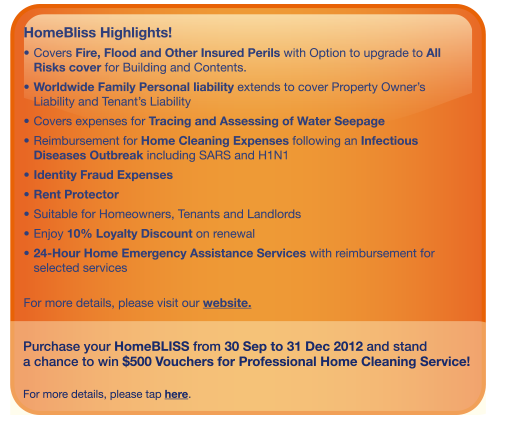 HomeBliss Highlights!
• Covers Fire, Flood and Other Insured Perils with Option to upgrade to All
Risks cover for Building and Contents.
• Worldwide Family Personal liability extends to cover Property Owner's
Liability and Tenant's Liability
• Covers expenses for Tracing and Assessing of Water Seepage
• Reimbursement for Home Cleaning Expenses following an Infectious
Diseases Outbreak including SARS and H1N1
• Identity Fraud Expenses
• Rent Protector
• Suitable for Homeowners, Tenants and Landlords
• Enjoy 10% Loyalty Discount on renewal
• 24-Hour Home Emergency Assistance Services with reimbursement for
selected services
For more details, please visit our website.
Purchase your HomeBLISS from 30 Sep to 31 Dec 2012 and stand
a chance to win $500 Vouchers for Professional Home Cleaning Service!
For more details, please tap here.